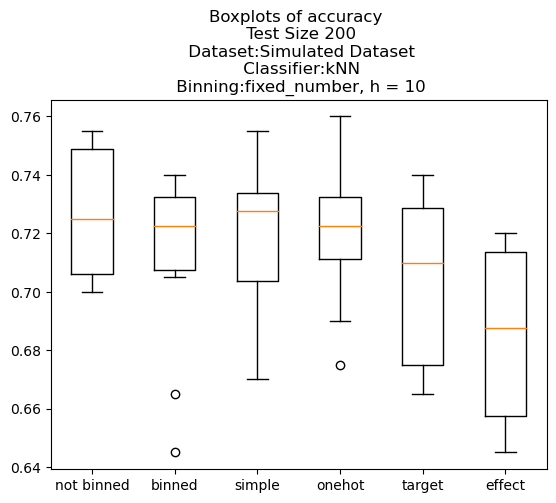 Boxplots of accuracy
Test Size 200
Dataset:Simulated Dataset
Classifier:kNN
Binning:fixed_number, h = 10
0.76
0.74
0.72
0.70
0.68
0.66
0.64
not binned binned simple onehot target effect